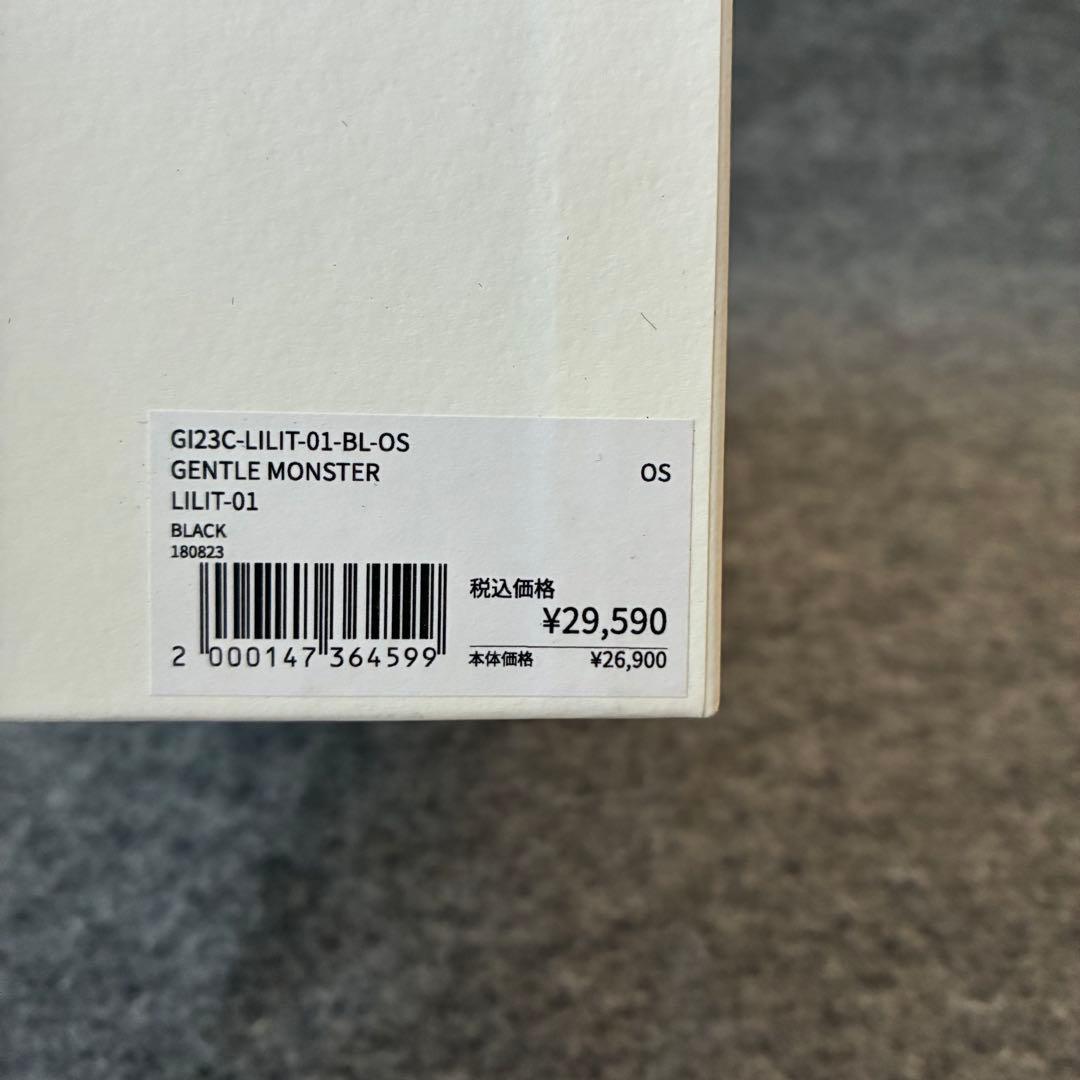 GI23C-LILIT-01-BL-OS
GENTLE MONSTER OS
LILIT-01
BLACK
180823
税込価格
¥29,590
本体価格 ¥26,900
2 000147 364599